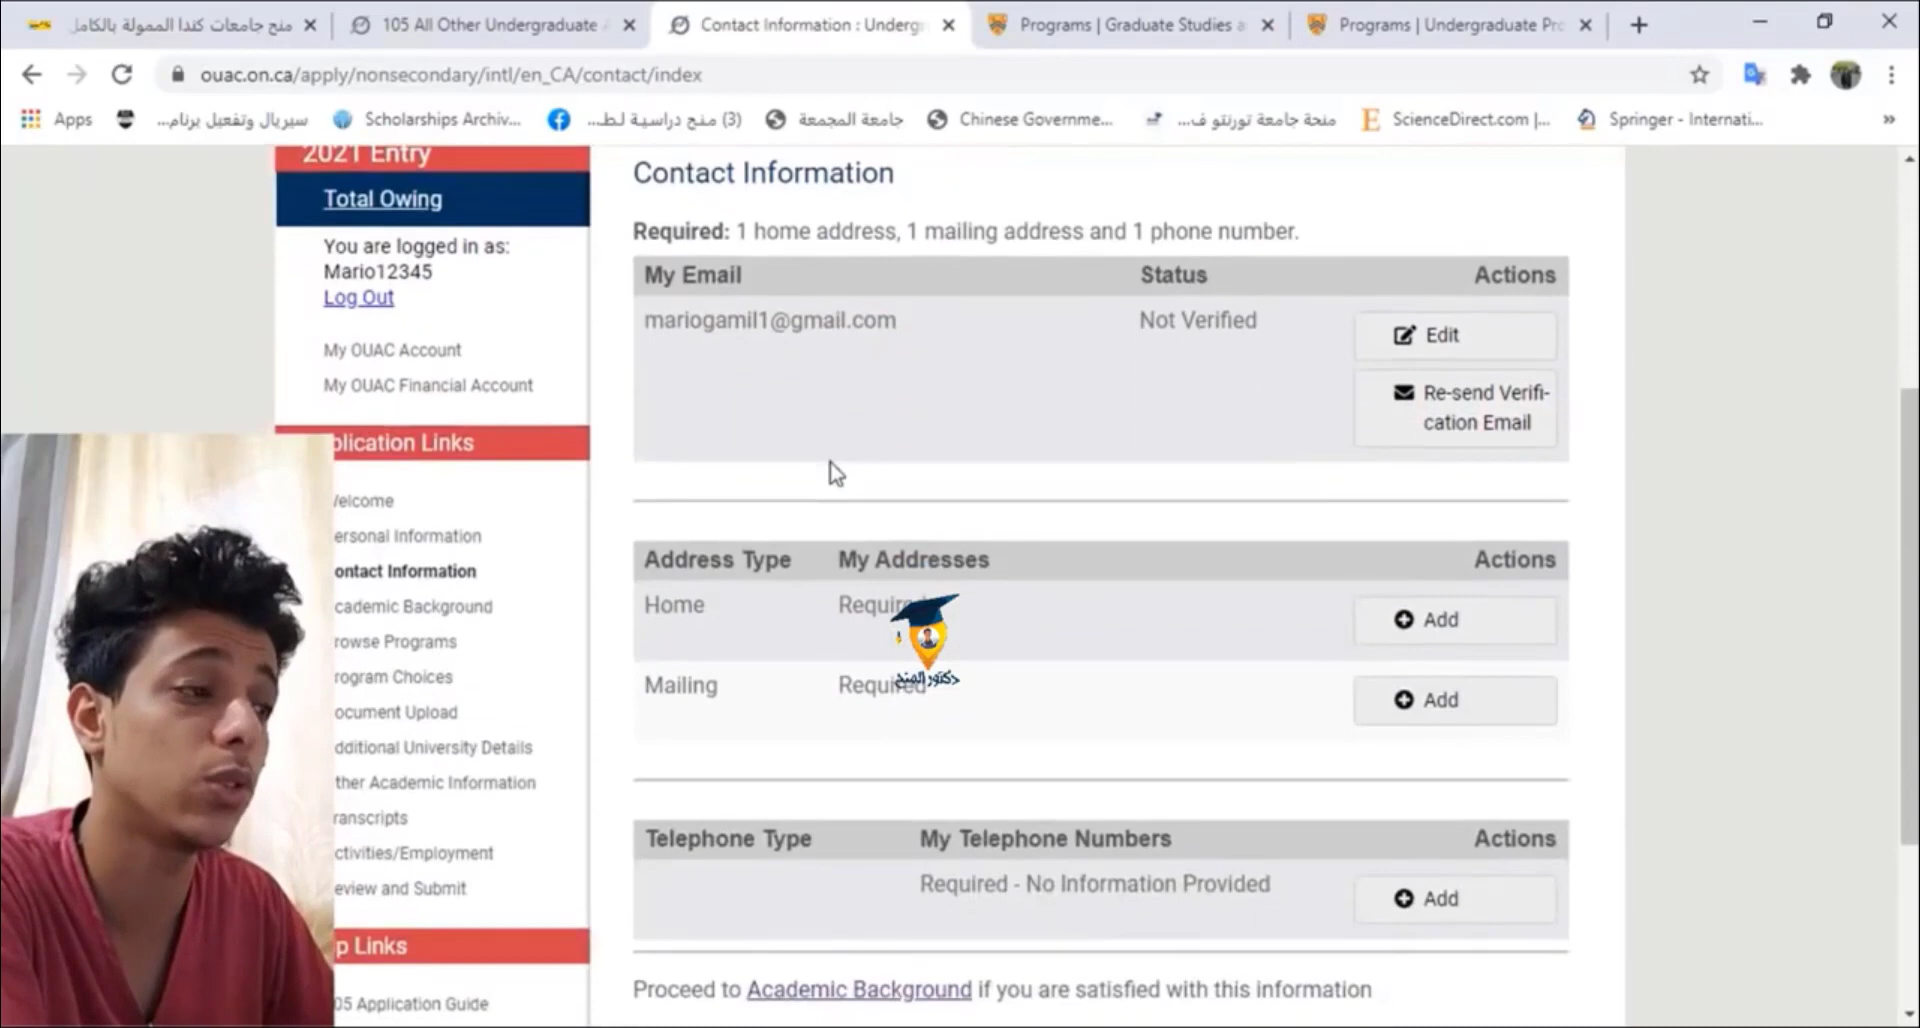 منح جامعات كندا الممولة بالكامل
105 All Other Undergraduate
Contact Information : Underg
Programs | Graduate Studies a
Programs | Undergraduate Pro
ouac.on.ca/apply/nonsecondary/intl/en_CA/contact/index
Apps
سيريال وتفعيل برنام...
Scholarships Archiv...
(3) منح دراسية لط...
جامعة المجمعة
Chinese Governme...
منحة جامعة تورنتو ف...
ScienceDirect.com |...
Springer - Internati...
»
2021 Entry
Total Owing
You are logged in as:
Mario12345
Log Out
My OUAC Account
My OUAC Financial Account
plication Links
elcome
ersonal Information
ontact Information
cademic Background
rowse Programs
rogram Choices
ocument Upload
dditional University Details
ther Academic Information
ranscripts
ctivities/Employment
eview and Submit
p Links
05 Application Guide
Contact Information
Required: 1 home address, 1 mailing address and 1 phone number.
My Email Status Actions
mariogamil1@gmail.com Not Verified Edit
Re-send Verifi-
cation Email
Address Type My Addresses Actions
Home Required Add
Mailing Required Add
دكتور المنح
Telephone Type My Telephone Numbers Actions
Required - No Information Provided Add
Proceed to Academic Background if you are satisfied with this information